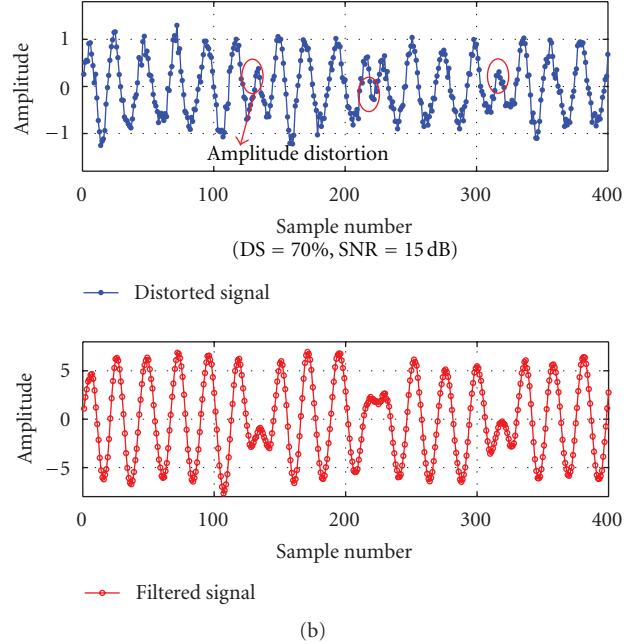 Amplitude
1
0
−1
Amplitude distortion
0
100
200
300
400
Sample number
(DS = 70%, SNR = 15 dB)
Distorted signal
Amplitude
5
0
−5
0
100
200
300
400
Sample number
Filtered signal
(b)